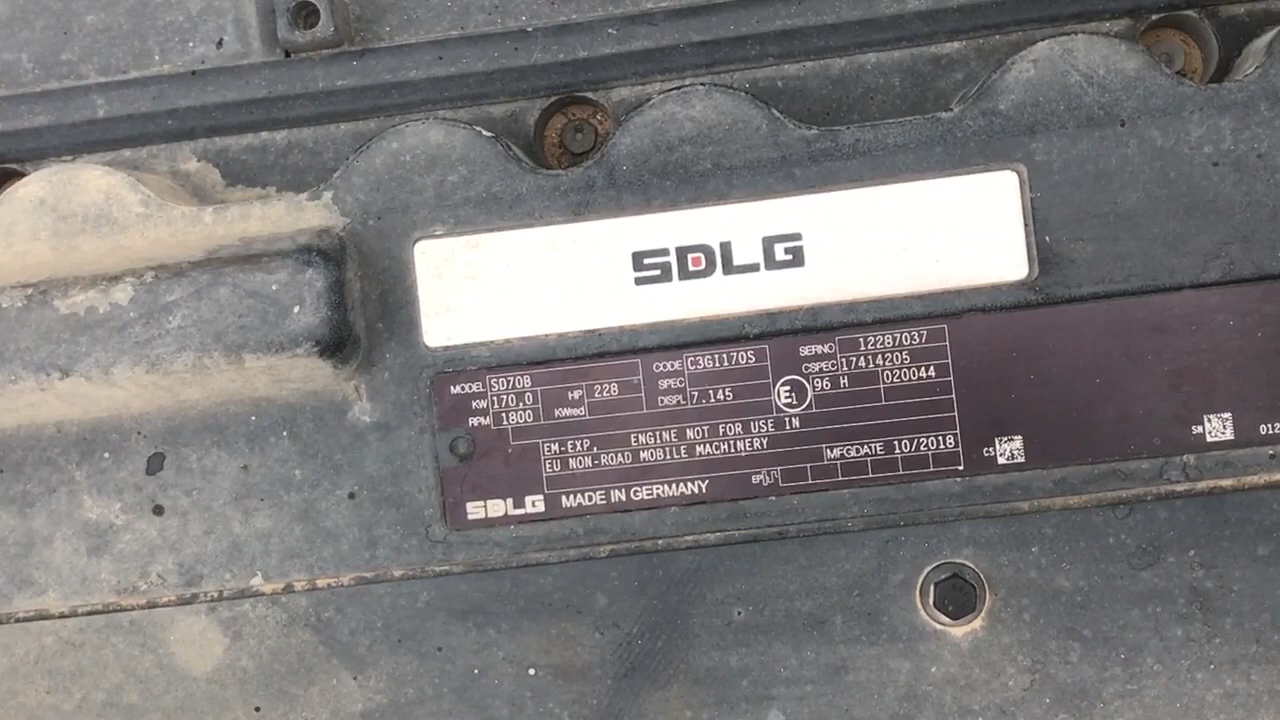 SDLG
MODEL SD70B
KW 170,0 HP 228
RPM 1800 KWred
CODE C3GI170S
SPEC
DISPL 7.145
SERNO 12287037
CSPEC 17414205
E1 96 H 020044
EM-EXP, ENGINE NOT FOR USE IN
EU NON-ROAD MOBILE MACHINERY
MFGDATE 10/2018
EP
SDLG MADE IN GERMANY
CS
SN
012